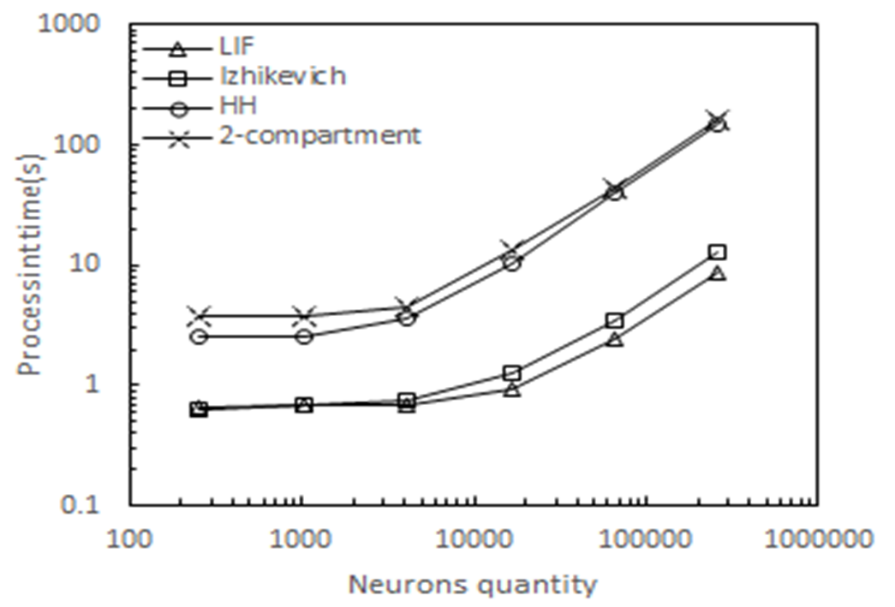 1000
100
10
1
0.1
Processinttime(s)
LIF
Izhikevich
HH
2-compartment
100 1000 10000 100000 1000000
Neurons quantity